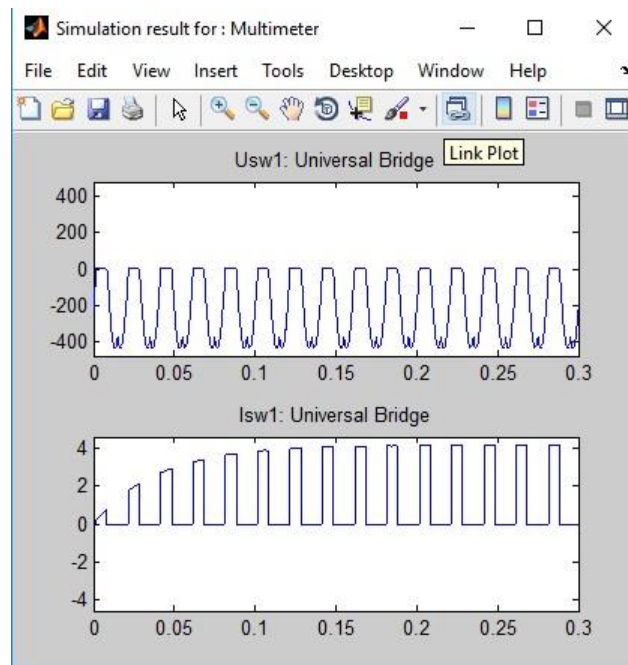 Simulation result for : Multimeter
File Edit View Insert Tools Desktop Window Help
Usw1: Universal Bridge
Link Plot
400
200
0
-200
-400
0 0.05 0.1 0.15 0.2 0.25 0.3
Isw1: Universal Bridge
4
2
0
-2
-4
0 0.05 0.1 0.15 0.2 0.25 0.3